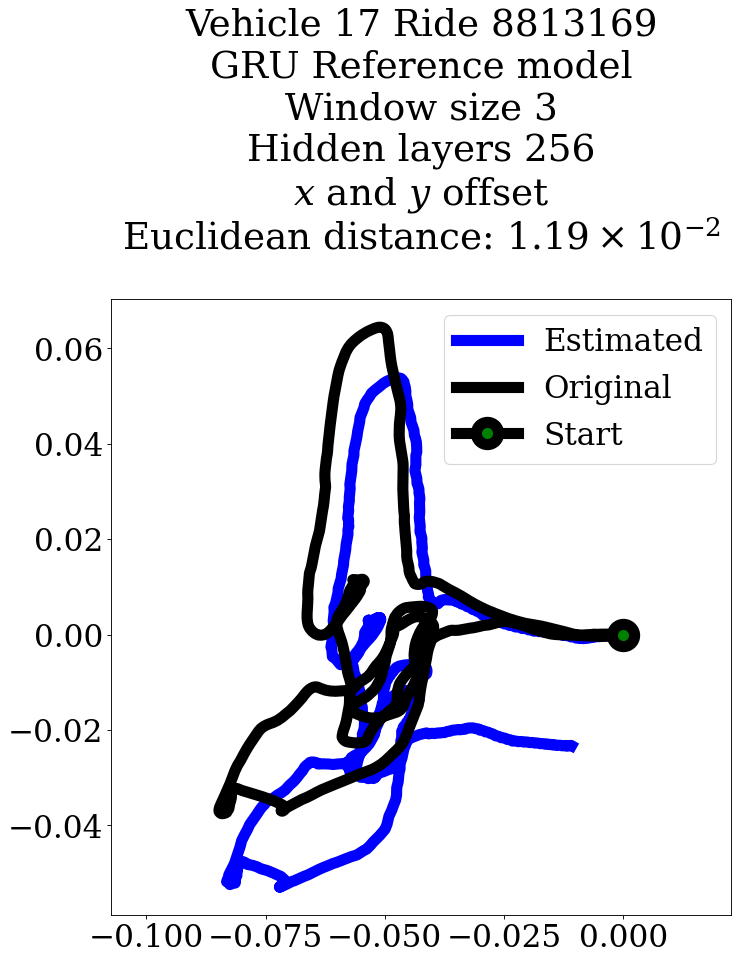 Vehicle 17 Ride 8813169
GRU Reference model
Window size 3
Hidden layers 256
x and y offset
Euclidean distance: 1.19 × 10⁻²
Estimated
Original
Start
0.06
0.04
0.02
0.00
−0.02
−0.04
−0.100 −0.075 −0.050 −0.025 0.000